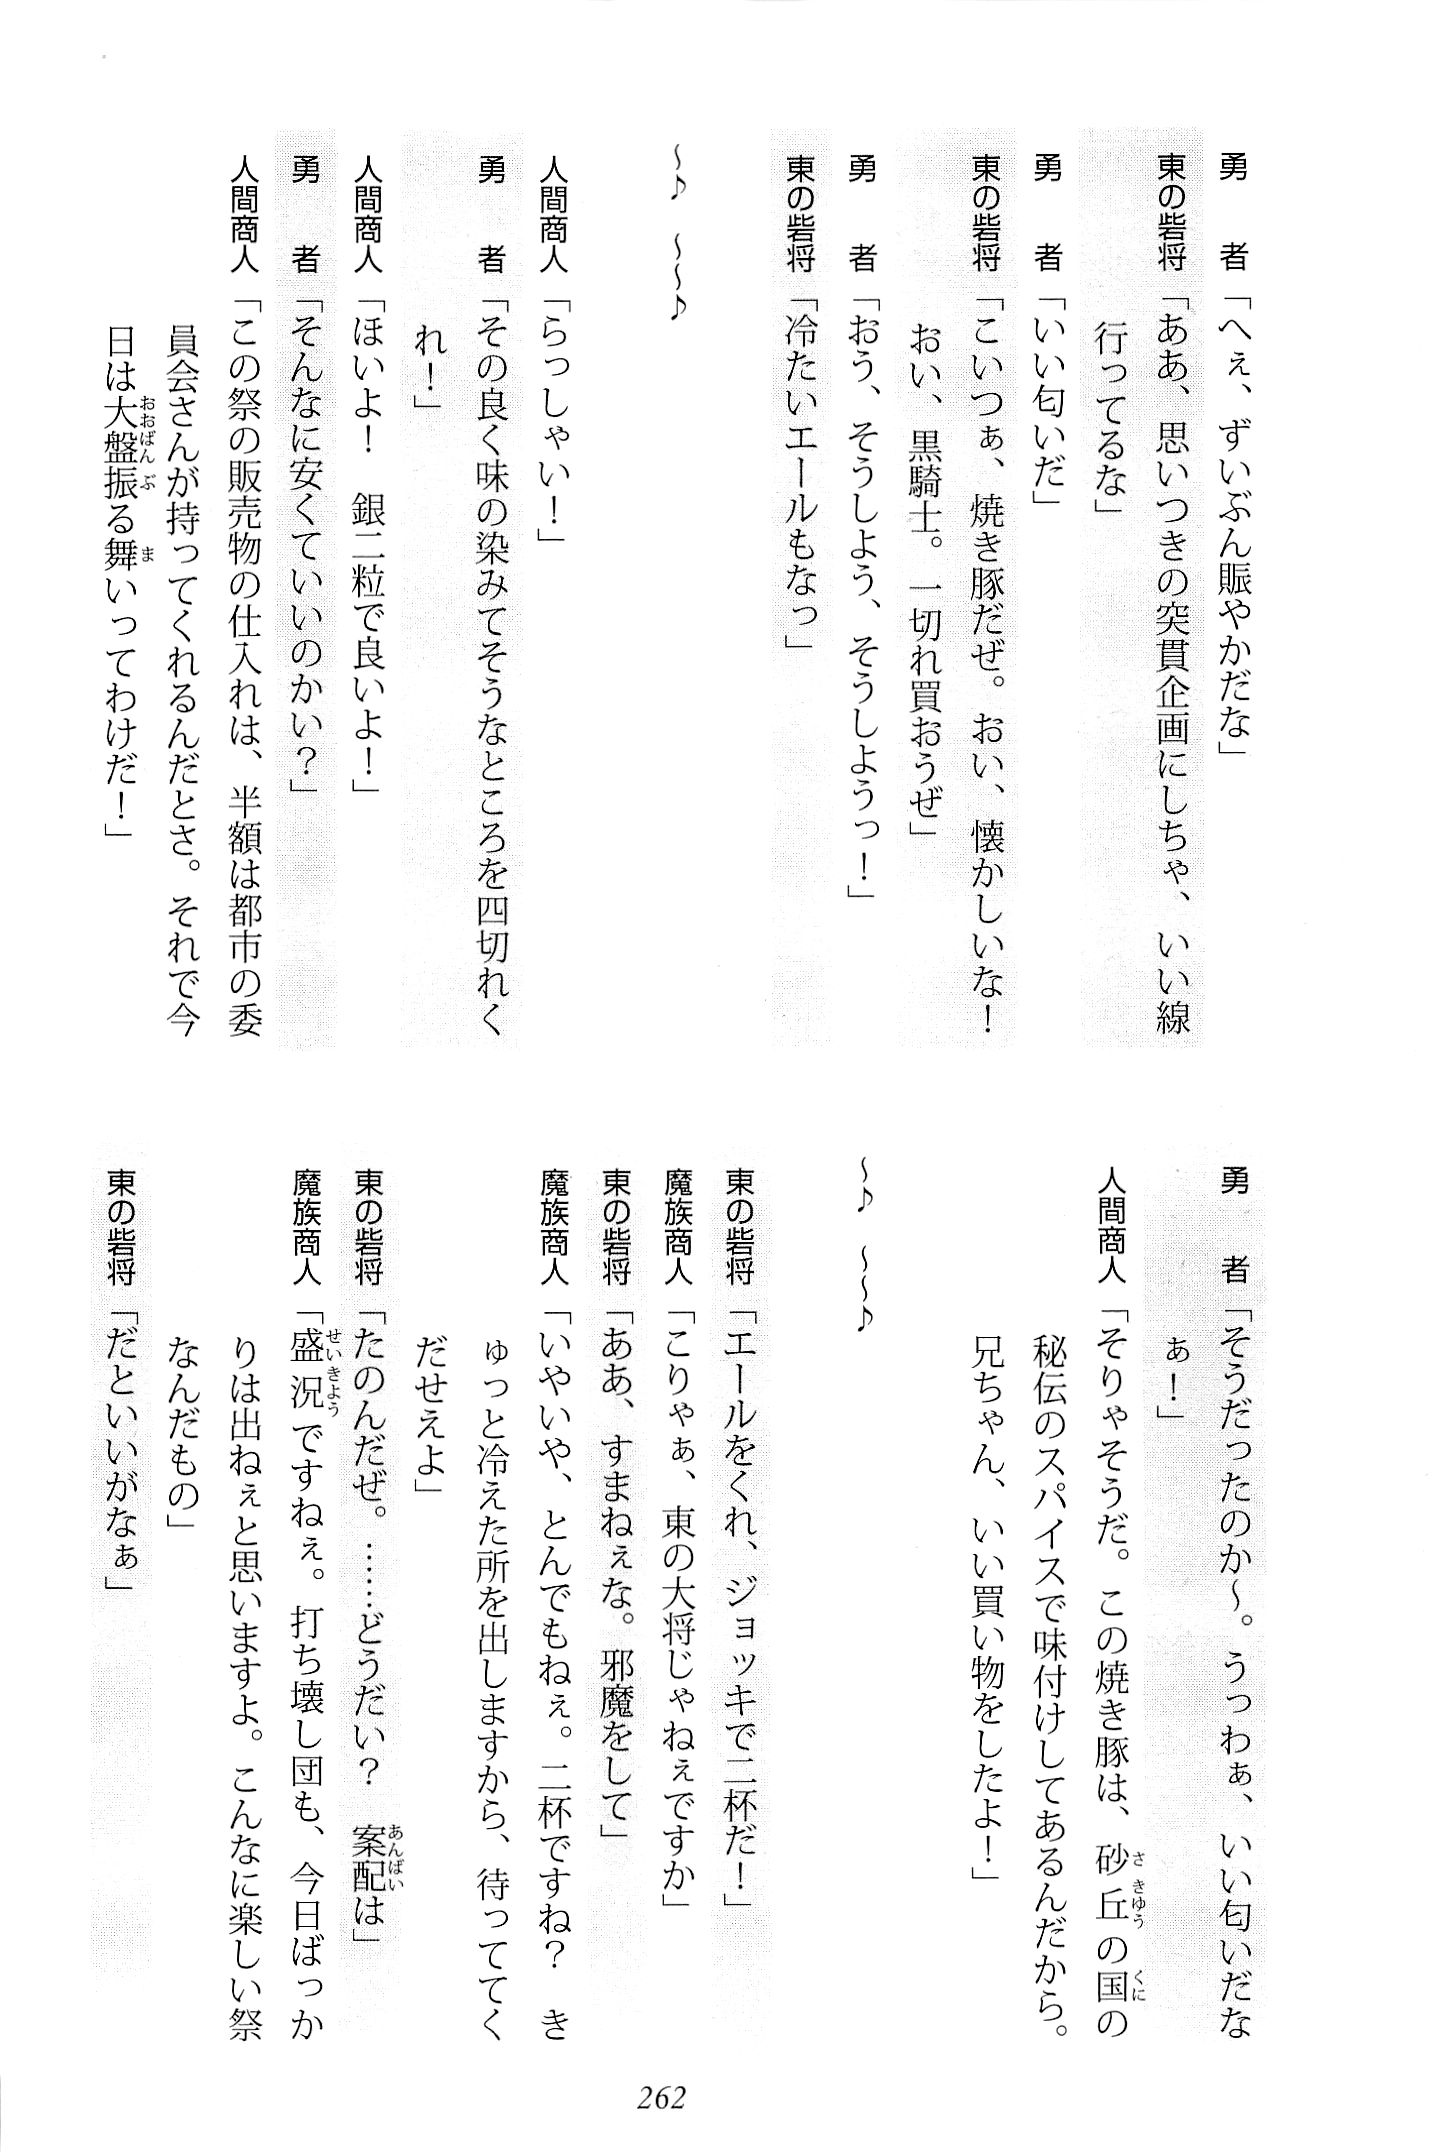 勇　　者「へぇ、ずいぶん賑やかだな」
東の砦将「ああ、思いつきの突貫企画にしちゃ、いい線
行ってるな」
勇　　者「いい匂いだ」
東の砦将「こいつぁ、焼き豚だぜ。おい、懐かしいな！
おい、黒騎士。一切れ買おうぜ」
勇　　者「おう、そうしよう、そうしようっ！」
東の砦将「冷たいエールもなっ」
～♪　～～♪
人間商人「らっしゃい！」
勇　　者「その良く味の染みてそうなところを四切れく
れ！」
人間商人「ほいよ！　銀二粒で良いよ！」
勇　　者「そんなに安くていいのかい？」
人間商人「この祭の販売物の仕入れは、半額は都市の委
員会さんが持ってくれるんだとさ。それで今
日は大盤振る舞いってわけだ！」
勇　　者「そうだったのか～。うっわぁ、いい匂いだな
ぁ！」
人間商人「そりゃそうだ。この焼き豚は、砂丘の国の
秘伝のスパイスで味付けしてあるんだから。
兄ちゃん、いい買い物をしたよ！」
～♪　～～♪
東の砦将「エールをくれ、ジョッキで二杯だ！」
魔族商人「こりゃぁ、東の大将じゃねぇですか」
東の砦将「ああ、すまねぇな。邪魔をして」
魔族商人「いやいや、とんでもねぇ。二杯ですね？　き
ゅっと冷えた所を出しますから、待っててく
だせえよ」
東の砦将「たのんだぜ。……どうだい？　案配は」
魔族商人「盛況ですねぇ。打ち壊し団も、今日ばっか
りは出ねぇと思いますよ。こんなに楽しい祭
なんだもの」
東の砦将「だといいがなぁ」
262